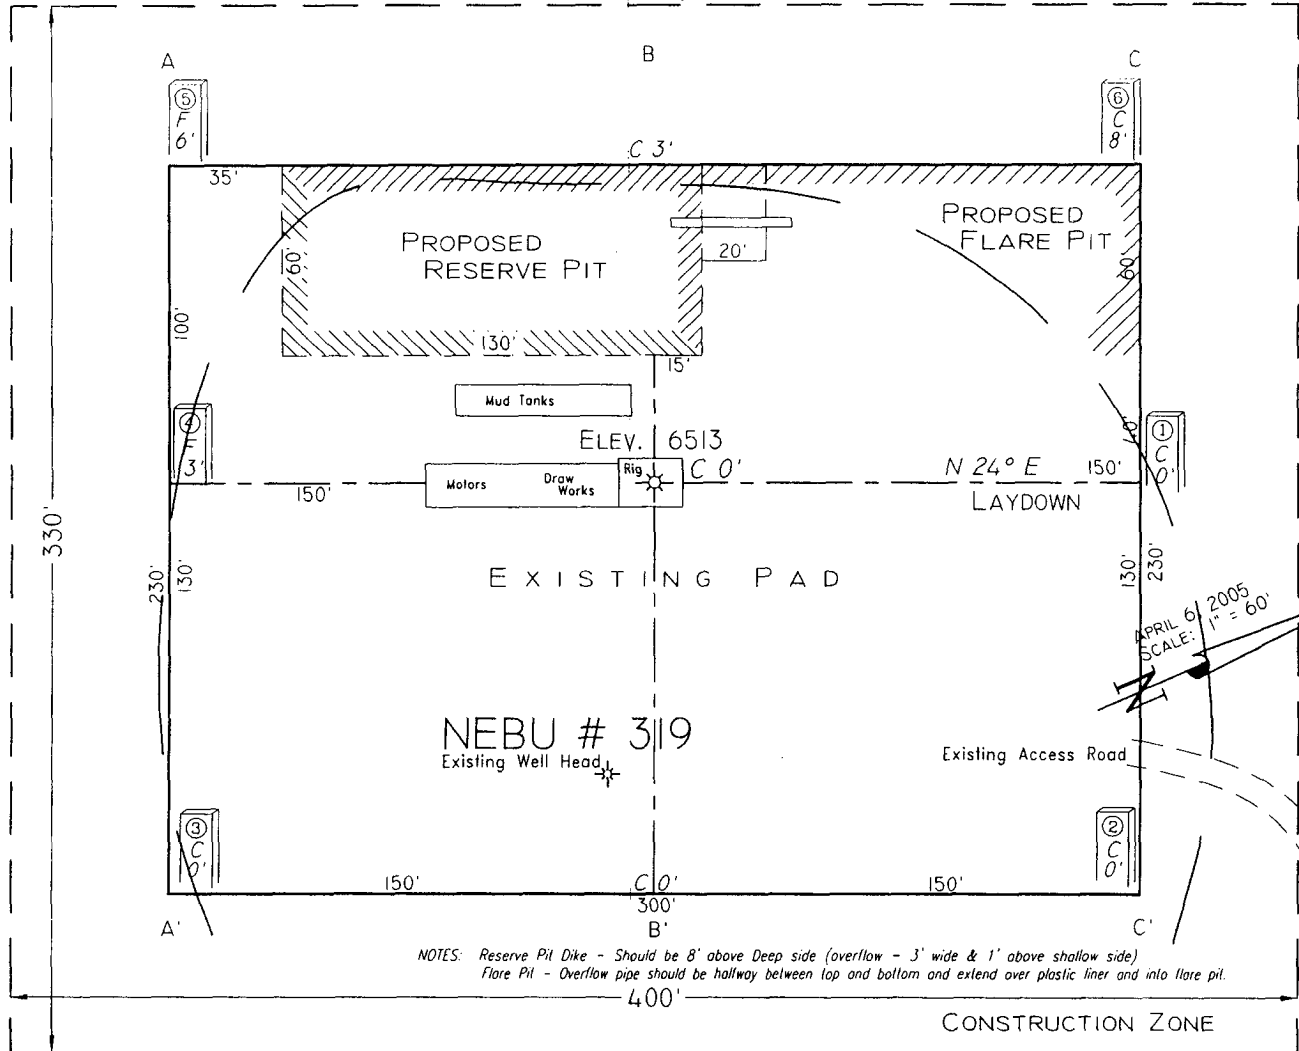 A
B
C
5
F
6'
6
C
8'
C 3'
35'
PROPOSED
RESERVE PIT
60'
20'
PROPOSED
FLARE PIT
60'
100'
130'
15'
Mud Tanks
4
F
3'
ELEV. 6513
Rig
C 0'
Motors
Draw
Works
150'
N 24° E
150'
LAYDOWN
1
C
0'
330'
230'
130'
EXISTING PAD
130'
230'
APRIL 6, 2005
SCALE: 1" = 60'
N
NEBU # 319
Existing Well Head
Existing Access Road
3
C
0'
2
C
0'
150'
C 0'
150'
300'
A'
B'
C'
NOTES: Reserve Pit Dike - Should be 8' above Deep side (overflow - 3' wide & 1' above shallow side)
Flare Pit - Overflow pipe should be halfway between top and bottom and extend over plastic liner and into flare pit.
400'
CONSTRUCTION ZONE